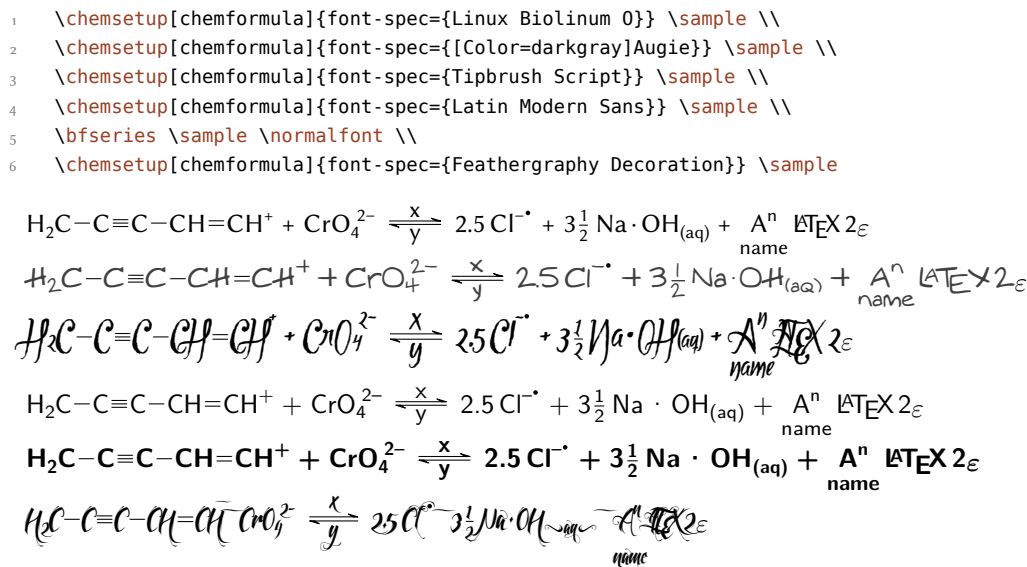 1 \chemsetup[chemformula]{font-spec={Linux Biolinum O}} \sample \\
2 \chemsetup[chemformula]{font-spec={[Color=darkgray]Augie}} \sample \\
3 \chemsetup[chemformula]{font-spec={Tipbrush Script}} \sample \\
4 \chemsetup[chemformula]{font-spec={Latin Modern Sans}} \sample \\
5 \bfseries \sample \normalfont \\
6 \chemsetup[chemformula]{font-spec={Feathergraphy Decoration}} \sample
H₂C−C≡C−CH=CH⁺ + CrO₄²⁻ ⇌ x y 2.5 Cl⁻• + 3½ Na·OH(aq) + Aⁿ name LATEX 2ε
H₂C−C≡C−CH=CH⁺ + CrO₄²⁻ ⇌ x y 2.5 Cl⁻• + 3½ Na·OH(aq) + Aⁿ name LATEX 2ε
H₂C−C≡C−CH=CH⁺ + CrO₄²⁻ ⇌ x y 2.5 Cl⁻• + 3½ Na·OH(aq) + Aⁿ name LATEX 2ε
H₂C−C≡C−CH=CH⁺ + CrO₄²⁻ ⇌ x y 2.5 Cl⁻• + 3½ Na · OH(aq) + Aⁿ name LATEX 2ε
H₂C−C≡C−CH=CH⁺ + CrO₄²⁻ ⇌ x y 2.5 Cl⁻• + 3½ Na · OH(aq) + Aⁿ name LATEX 2ε
H₂C−C≡C−CH=CH CrO₄²⁻ ⇌ x y 2.5 Cl⁻• 3½ Na·OH aq Aⁿ name LATEX 2ε